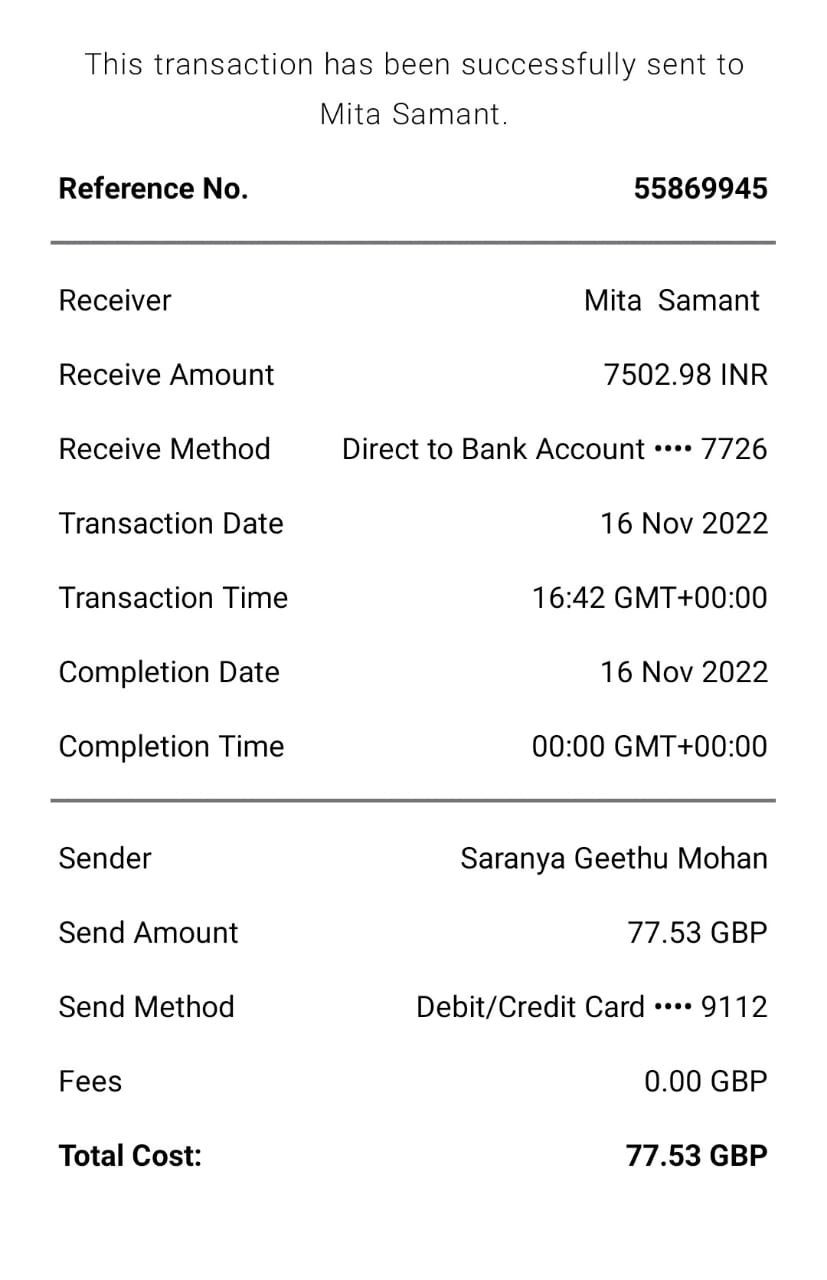 This transaction has been successfully sent to
Mita Samant.
Reference No. 55869945
Receiver Mita Samant
Receive Amount 7502.98 INR
Receive Method Direct to Bank Account •••• 7726
Transaction Date 16 Nov 2022
Transaction Time 16:42 GMT+00:00
Completion Date 16 Nov 2022
Completion Time 00:00 GMT+00:00
Sender Saranya Geethu Mohan
Send Amount 77.53 GBP
Send Method Debit/Credit Card •••• 9112
Fees 0.00 GBP
Total Cost: 77.53 GBP